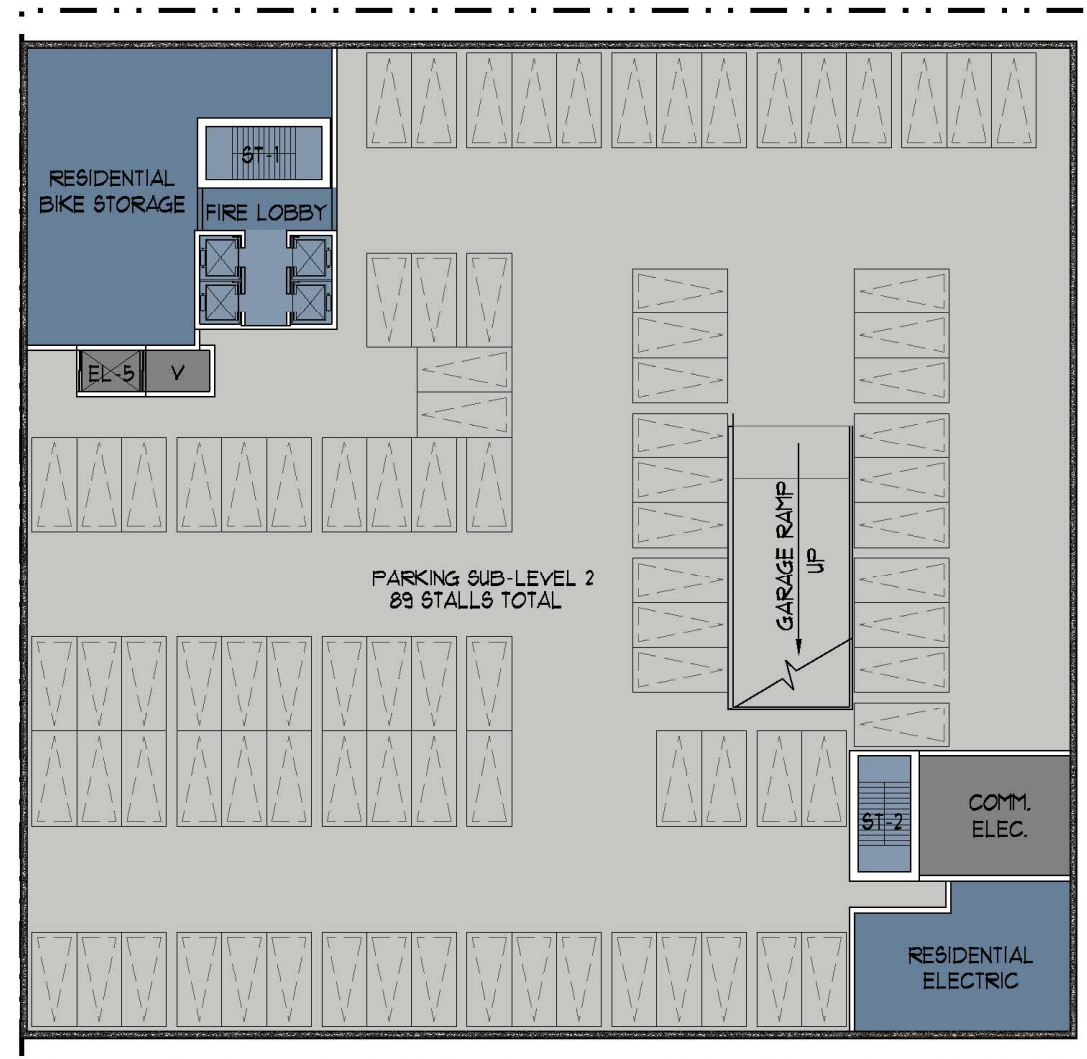 ST-1
RESIDENTIAL
BIKE STORAGE
FIRE LOBBY
EL-5
V
GARAGE RAMP
UP
PARKING SUB-LEVEL 2
89 STALLS TOTAL
ST-2
COMM.
ELEC.
RESIDENTIAL
ELECTRIC